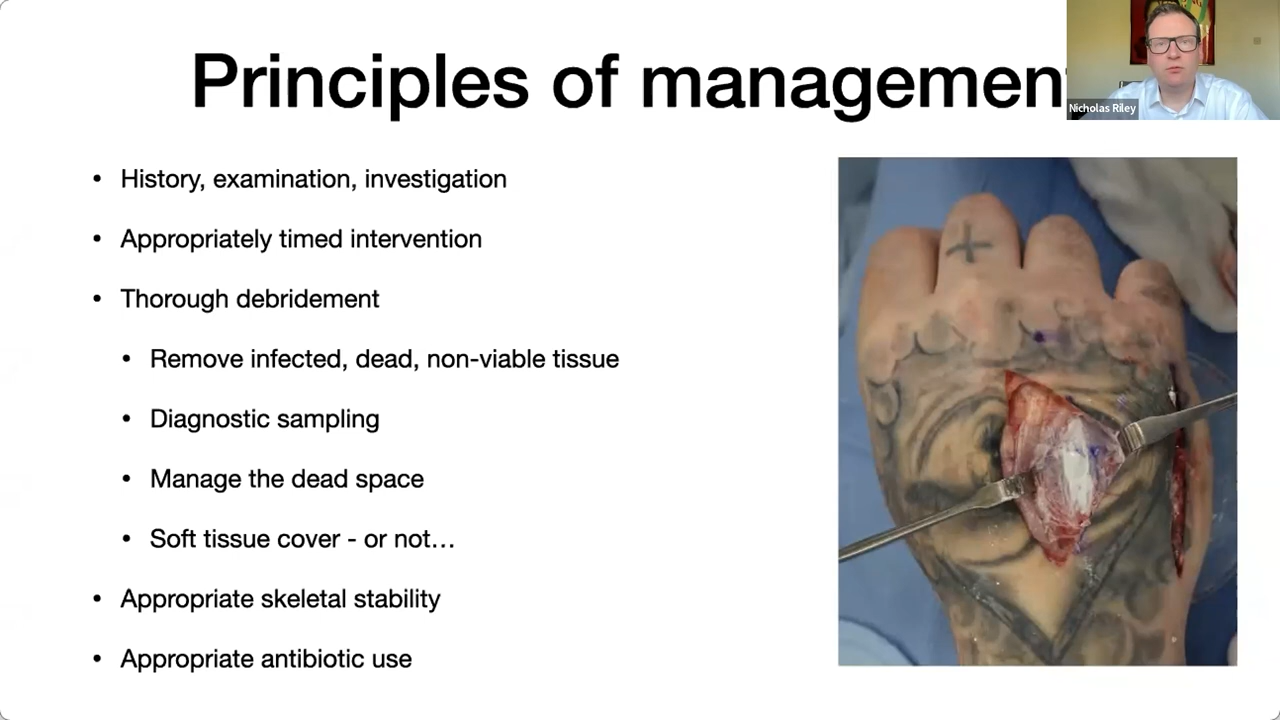 Principles of management
Nicholas Riley
• History, examination, investigation
• Appropriately timed intervention
• Thorough debridement
• Remove infected, dead, non-viable tissue
• Diagnostic sampling
• Manage the dead space
• Soft tissue cover - or not...
• Appropriate skeletal stability
• Appropriate antibiotic use